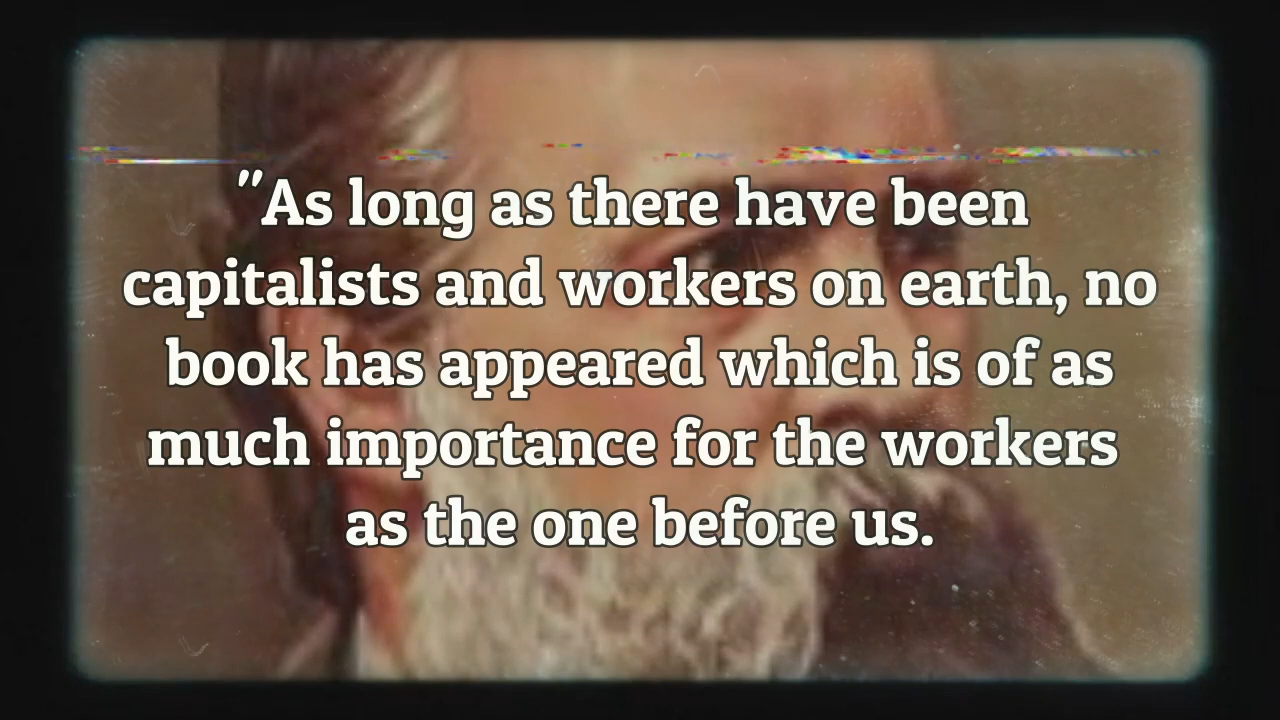 "As long as there have been
capitalists and workers on earth, no
book has appeared which is of as
much importance for the workers
as the one before us.